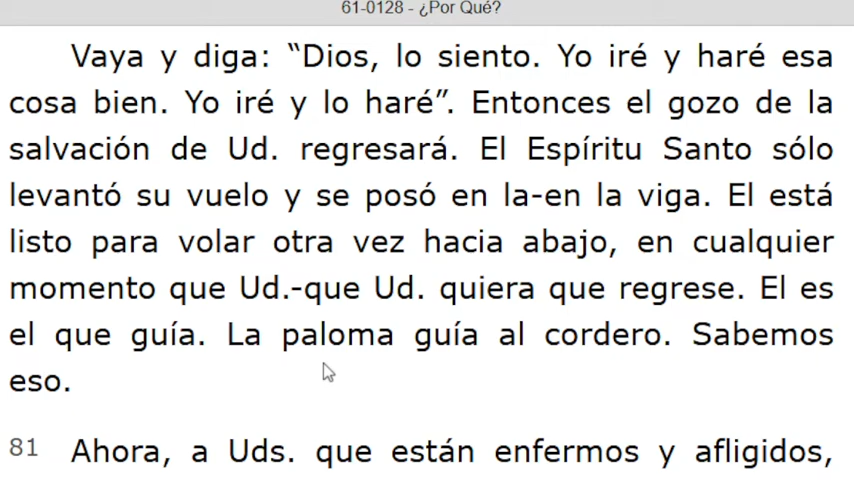 61-0128 - ¿Por Qué?
Vaya y diga: “Dios, lo siento. Yo iré y haré esa
cosa bien. Yo iré y lo haré”. Entonces el gozo de la
salvación de Ud. regresará. El Espíritu Santo sólo
levantó su vuelo y se posó en la-en la viga. El está
listo para volar otra vez hacia abajo, en cualquier
momento que Ud.-que Ud. quiera que regrese. El es
el que guía. La paloma guía al cordero. Sabemos
eso.
81 Ahora, a Uds. que están enfermos y afligidos,